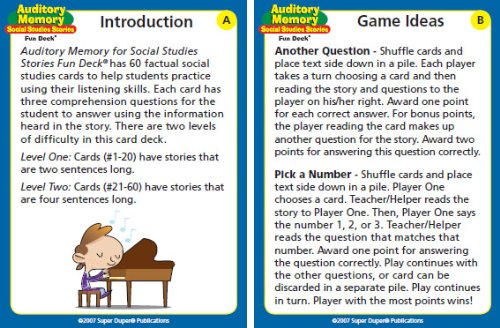 Auditory
Memory
Social Studies Stories
Fun Deck®
Introduction
A
Auditory Memory for Social Studies
Stories Fun Deck® has 60 factual social
studies cards to help students practice
using their listening skills. Each card has
three comprehension questions for the
student to answer using the information
heard in the story. There are two levels
of difficulty in this card deck.
Level One: Cards (#1-20) have stories that
are two sentences long.
Level Two: Cards (#21-60) have stories that
are four sentences long.
©2007 Super Duper® Publications
Auditory
Memory
Social Studies Stories
Fun Deck®
Game Ideas
B
Another Question - Shuffle cards and
place text side down in a pile. Each player
takes a turn choosing a card and then
reading the story and questions to the
player on his/her right. Award one point
for each correct answer. For bonus points,
the player reading the card makes up
another question for the story. Award two
points for answering this question correctly.
Pick a Number - Shuffle cards and place
text side down in a pile. Player One
chooses a card. Teacher/Helper reads the
story to Player One. Then, Player One says
the number 1, 2, or 3. Teacher/Helper
reads the question that matches that
number. Award one point for answering
the question correctly. Play continues with
the other questions, or card can be
discarded in a separate pile. Play continues
in turn. Player with the most points wins!
©2007 Super Duper® Publications